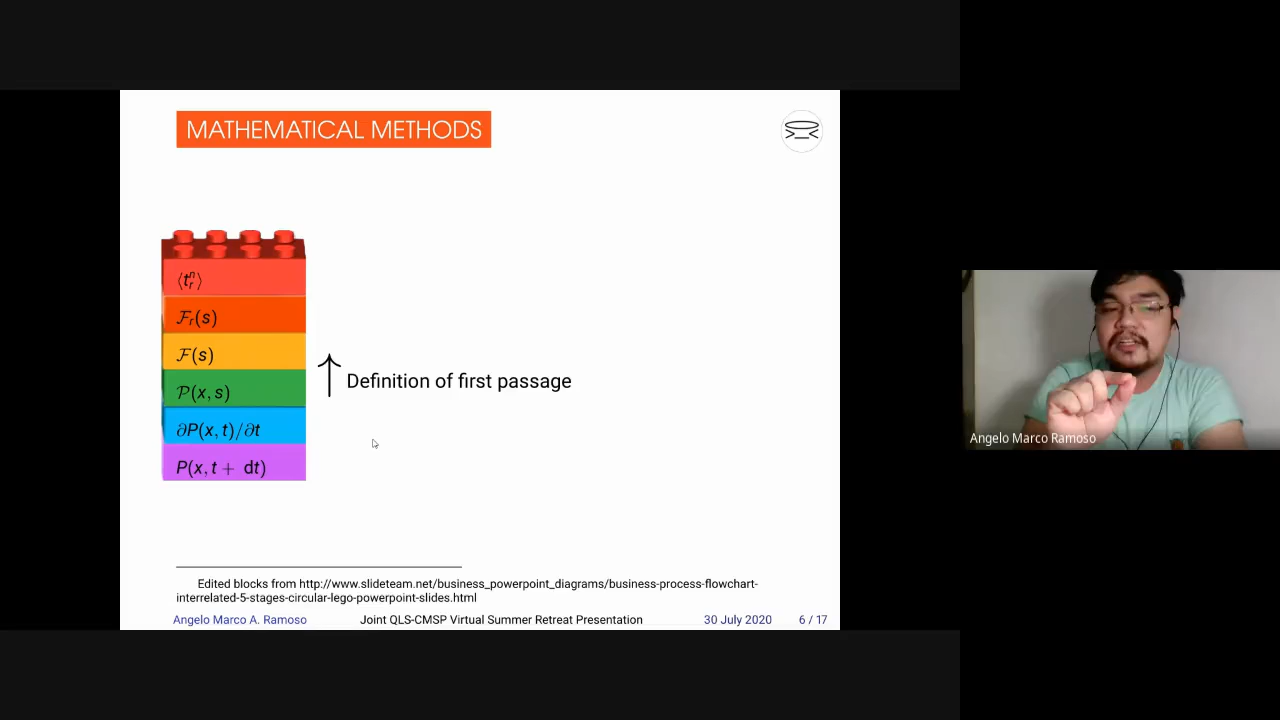 MATHEMATICAL METHODS
⟨tᵣⁿ⟩
ℱᵣ(s)
ℱ(s)
𝒫(x, s)
∂P(x, t)/∂t
P(x, t + dt)
Definition of first passage
Edited blocks from http://www.slideteam.net/business_powerpoint_diagrams/business-process-flowchart-
interrelated-5-stages-circular-lego-powerpoint-slides.html
Angelo Marco A. Ramoso Joint QLS-CMSP Virtual Summer Retreat Presentation 30 July 2020 6 / 17
Angelo Marco Ramoso